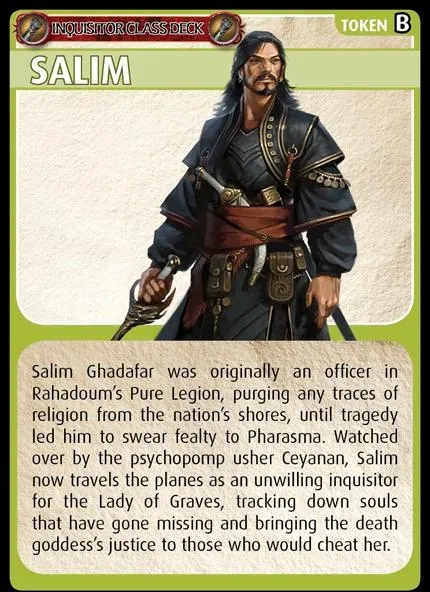 INQUISITOR CLASS DECK
TOKEN B
SALIM
Salim Ghadafar was originally an officer in
Rahadoum's Pure Legion, purging any traces of
religion from the nation's shores, until tragedy
led him to swear fealty to Pharasma. Watched
over by the psychopomp usher Ceyanan, Salim
now travels the planes as an unwilling inquisitor
for the Lady of Graves, tracking down souls
that have gone missing and bringing the death
goddess's justice to those who would cheat her.